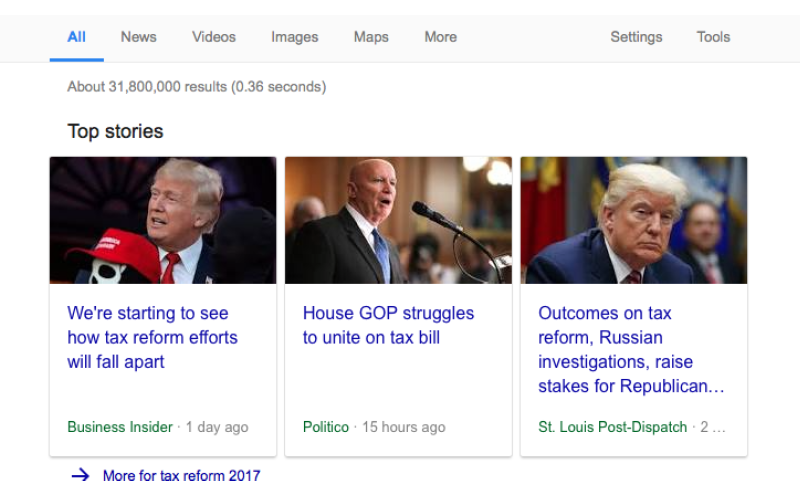 All News Videos Images Maps More Settings Tools
About 31,800,000 results (0.36 seconds)
Top stories
We're starting to see
how tax reform efforts
will fall apart
Business Insider · 1 day ago
House GOP struggles
to unite on tax bill
Politico · 15 hours ago
Outcomes on tax
reform, Russian
investigations, raise
stakes for Republican…
St. Louis Post-Dispatch · 2 …
More for tax reform 2017